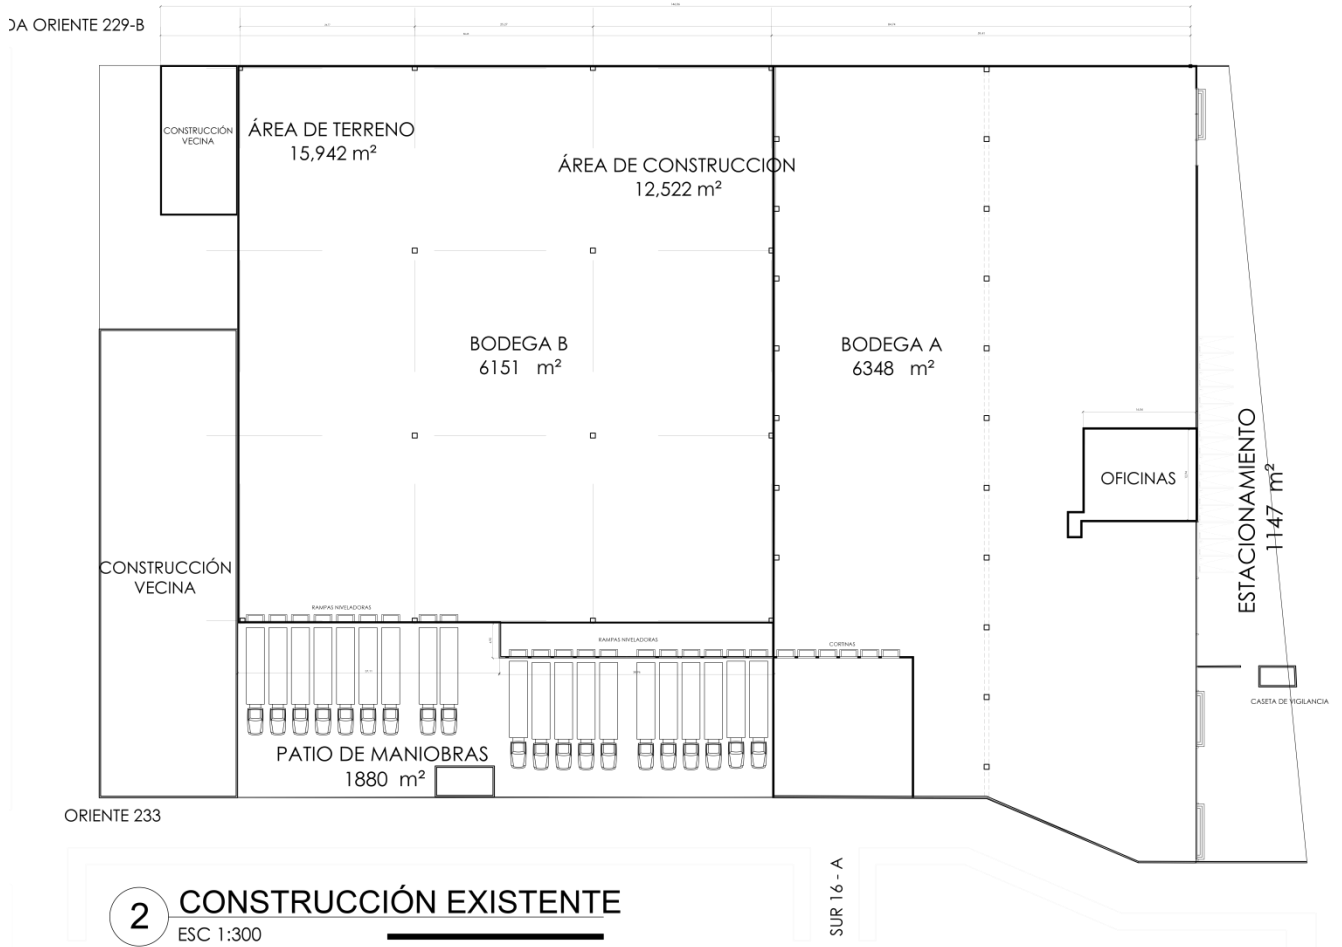 ORIENTE 229-B
CONSTRUCCIÓN
VECINA
ÁREA DE TERRENO
15,942 m²
ÁREA DE CONSTRUCCIÓN
12,522 m²
BODEGA B
6151 m²
BODEGA A
6348 m²
OFICINAS
ESTACIONAMIENTO
1147 m²
CONSTRUCCIÓN
VECINA
RAMPAS NIVELADORAS
RAMPAS NIVELADORAS
CORTINAS
CASETA DE VIGILANCIA
PATIO DE MANIOBRAS
1880 m²
ORIENTE 233
SUR 16 - A
2
CONSTRUCCIÓN EXISTENTE
ESC 1:300